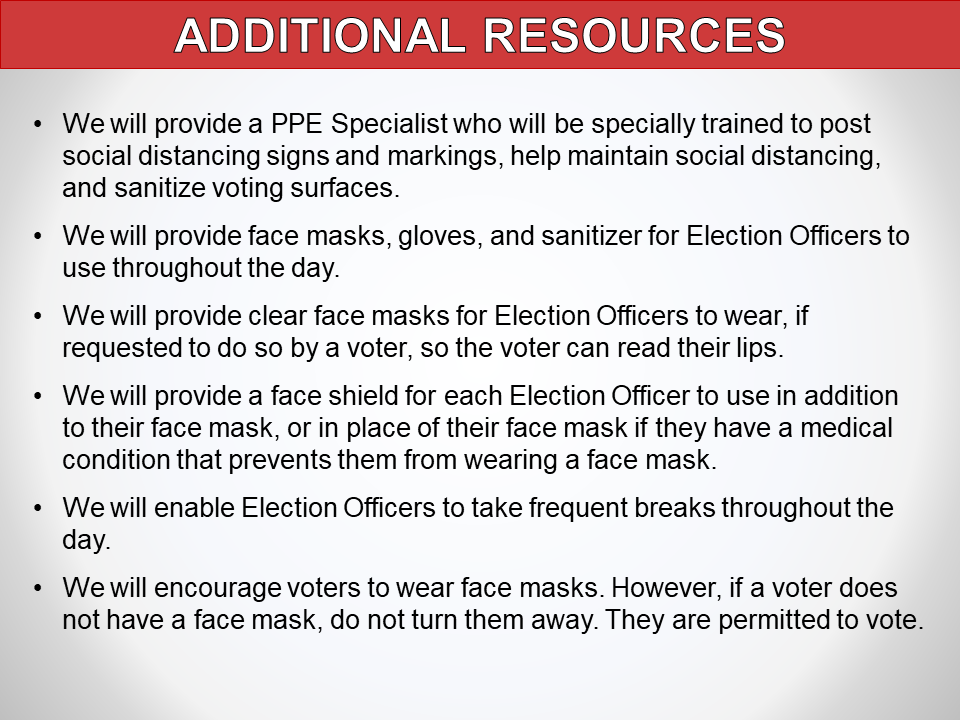 ADDITIONAL RESOURCES
• We will provide a PPE Specialist who will be specially trained to post
social distancing signs and markings, help maintain social distancing,
and sanitize voting surfaces.
• We will provide face masks, gloves, and sanitizer for Election Officers to
use throughout the day.
• We will provide clear face masks for Election Officers to wear, if
requested to do so by a voter, so the voter can read their lips.
• We will provide a face shield for each Election Officer to use in addition
to their face mask, or in place of their face mask if they have a medical
condition that prevents them from wearing a face mask.
• We will enable Election Officers to take frequent breaks throughout the
day.
• We will encourage voters to wear face masks. However, if a voter does
not have a face mask, do not turn them away. They are permitted to vote.